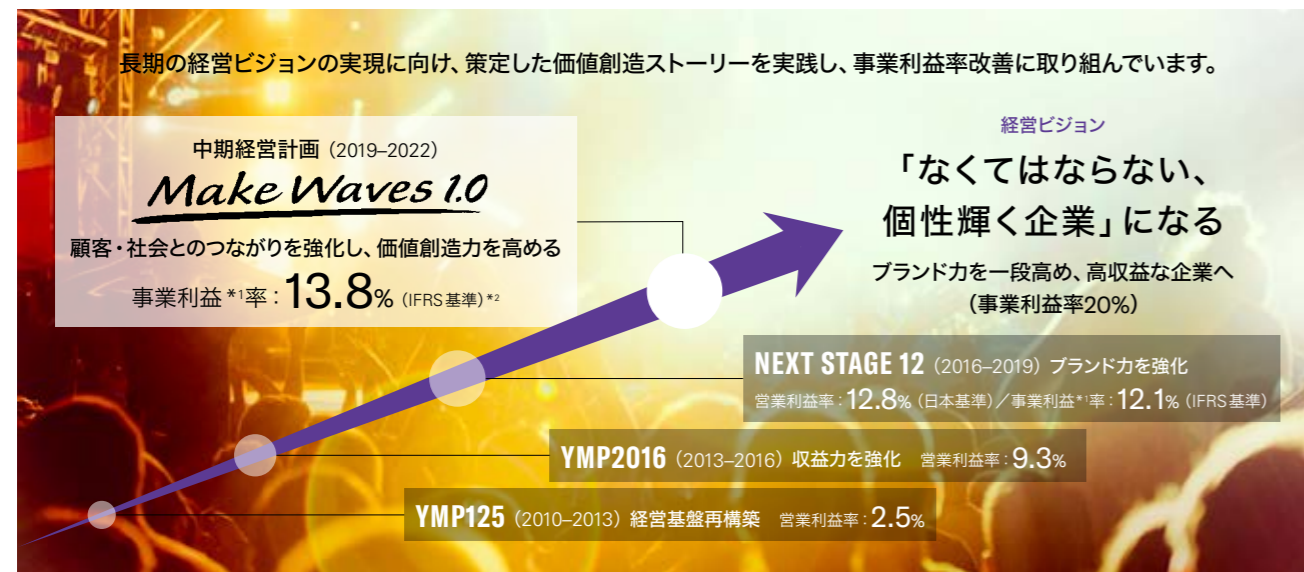 長期の経営ビジョンの実現に向け、策定した価値創造ストーリーを実践し、事業利益率改善に取り組んでいます。
中期経営計画（2019–2022）
Make Waves 1.0
顧客・社会とのつながりを強化し、価値創造力を高める
事業利益*1率：13.8%（IFRS基準）*2
経営ビジョン
「なくてはならない、
個性輝く企業」になる
ブランド力を一段高め、高収益な企業へ
（事業利益率20%）
NEXT STAGE 12（2016–2019）ブランド力を強化
営業利益率：12.8%（日本基準）／事業利益*1率：12.1%（IFRS基準）
YMP2016（2013–2016）収益力を強化　営業利益率：9.3%
YMP125（2010–2013）経営基盤再構築　営業利益率：2.5%